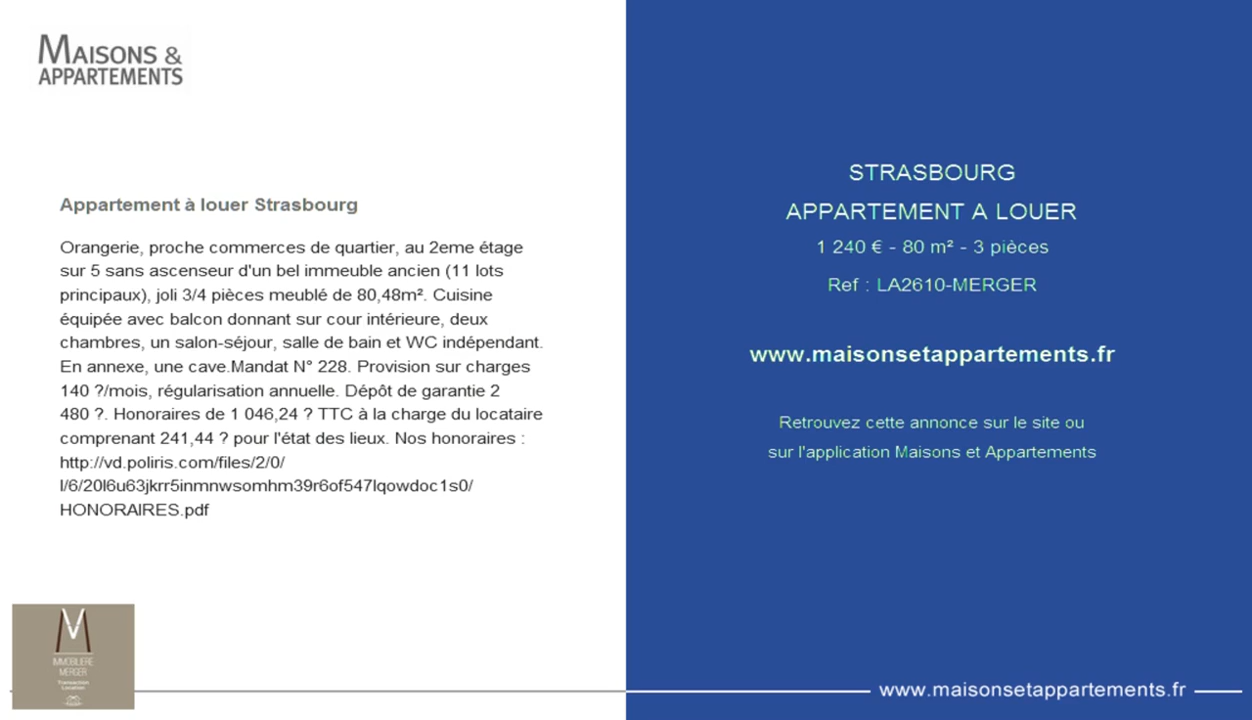 MAISONS &
APPARTEMENTS
Appartement à louer Strasbourg
Orangerie, proche commerces de quartier, au 2eme étage
sur 5 sans ascenseur d'un bel immeuble ancien (11 lots
principaux), joli 3/4 pièces meublé de 80,48m². Cuisine
équipée avec balcon donnant sur cour intérieure, deux
chambres, un salon-séjour, salle de bain et WC indépendant.
En annexe, une cave.Mandat N° 228. Provision sur charges
140 ?/mois, régularisation annuelle. Dépôt de garantie 2
480 ?. Honoraires de 1 046,24 ? TTC à la charge du locataire
comprenant 241,44 ? pour l'état des lieux. Nos honoraires :
http://vd.poliris.com/files/2/0/
l/6/20l6u63jkrr5inmnwsomhm39r6of547lqowdoc1s0/
HONORAIRES.pdf
M
IMMOBILIERE
MERGER
Transaction
Location
STRASBOURG
APPARTEMENT A LOUER
1 240 € - 80 m² - 3 pièces
Ref : LA2610-MERGER
www.maisonsetappartements.fr
Retrouvez cette annonce sur le site ou
sur l'application Maisons et Appartements
www.maisonsetappartements.fr